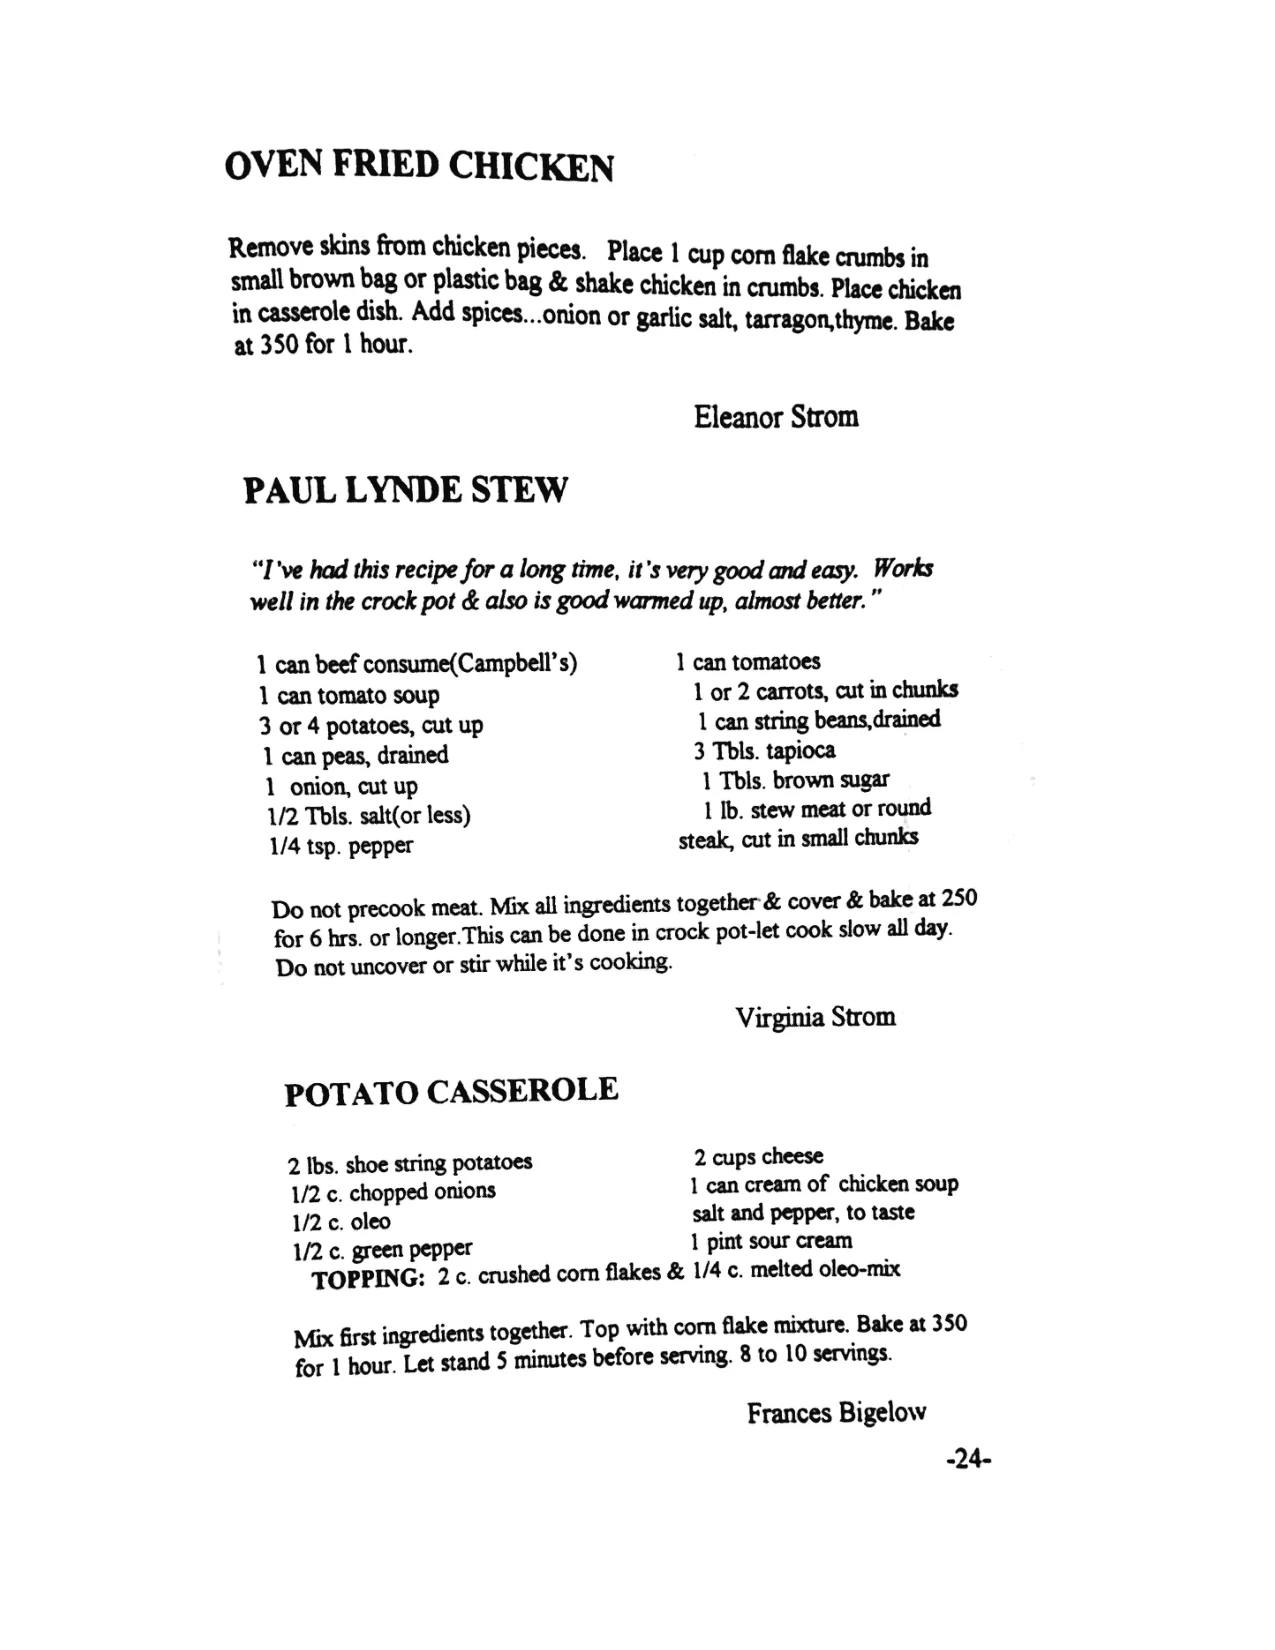 OVEN FRIED CHICKEN
Remove skins from chicken pieces. Place 1 cup corn flake crumbs in
small brown bag or plastic bag & shake chicken in crumbs. Place chicken
in casserole dish. Add spices...onion or garlic salt, tarragon,thyme. Bake
at 350 for 1 hour.
Eleanor Strom
PAUL LYNDE STEW
"I've had this recipe for a long time, it's very good and easy. Works
well in the crock pot & also is good warmed up, almost better."
1 can beef consume(Campbell's)
1 can tomato soup
3 or 4 potatoes, cut up
1 can peas, drained
1 onion, cut up
1/2 Tbls. salt(or less)
1/4 tsp. pepper
1 can tomatoes
1 or 2 carrots, cut in chunks
1 can string beans,drained
3 Tbls. tapioca
1 Tbls. brown sugar
1 lb. stew meat or round
steak, cut in small chunks
Do not precook meat. Mix all ingredients together & cover & bake at 250
for 6 hrs. or longer.This can be done in crock pot-let cook slow all day.
Do not uncover or stir while it's cooking.
Virginia Strom
POTATO CASSEROLE
2 lbs. shoe string potatoes
1/2 c. chopped onions
1/2 c. oleo
1/2 c. green pepper
2 cups cheese
1 can cream of chicken soup
salt and pepper, to taste
1 pint sour cream
TOPPING: 2 c. crushed corn flakes & 1/4 c. melted oleo-mix
Mix first ingredients together. Top with corn flake mixture. Bake at 350
for 1 hour. Let stand 5 minutes before serving. 8 to 10 servings.
Frances Bigelow
-24-